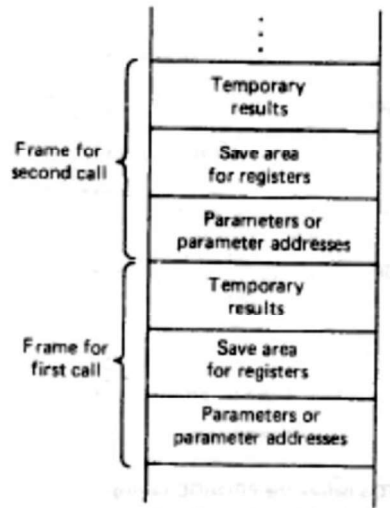 Temporary
results
Frame for
second call
Save area
for registers
Parameters or
parameter addresses
Temporary
results
Frame for
first call
Save area
for registers
Parameters or
parameter addresses